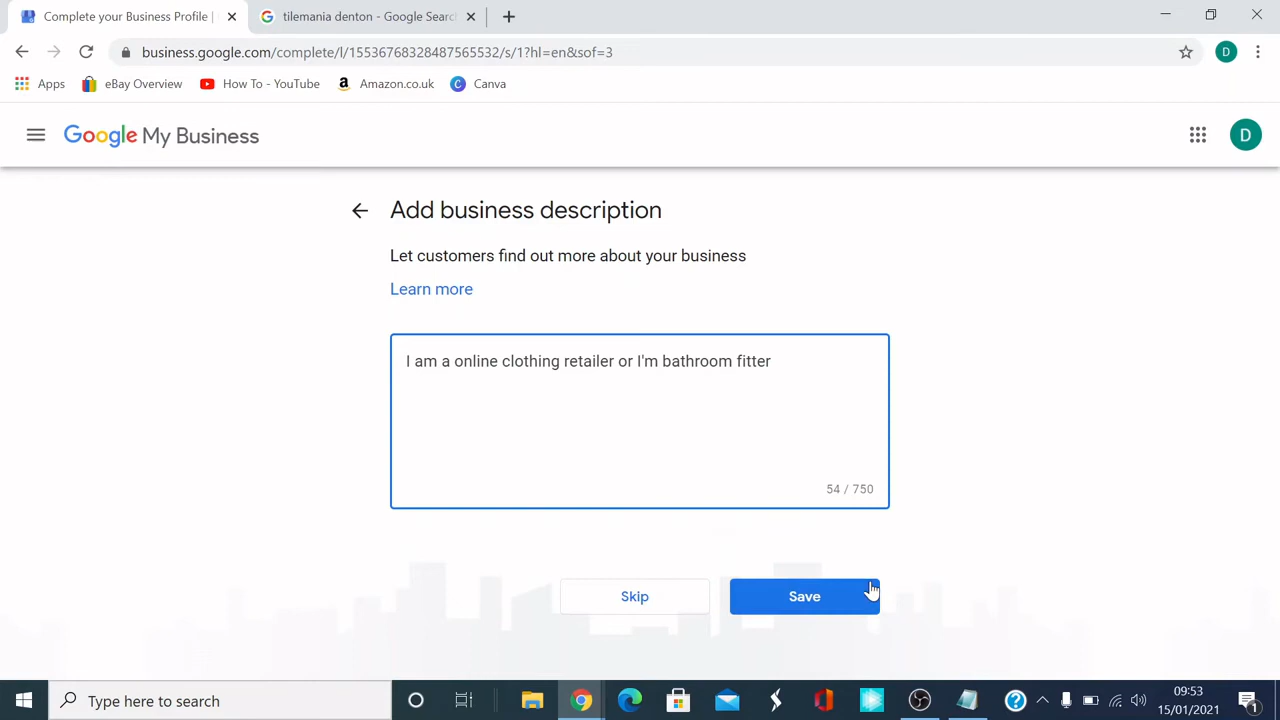 Complete your Business Profile |
tilemania denton - Google Searc
business.google.com/complete/l/15536768328487565532/s/1?hl=en&sof=3
D
Apps
eBay Overview
How To - YouTube
a
Amazon.co.uk
C
Canva
Google My Business
D
Add business description
Let customers find out more about your business
Learn more
I am a online clothing retailer or I'm bathroom fitter
54 / 750
Skip
Save
Type here to search
09:53
15/01/2021
1